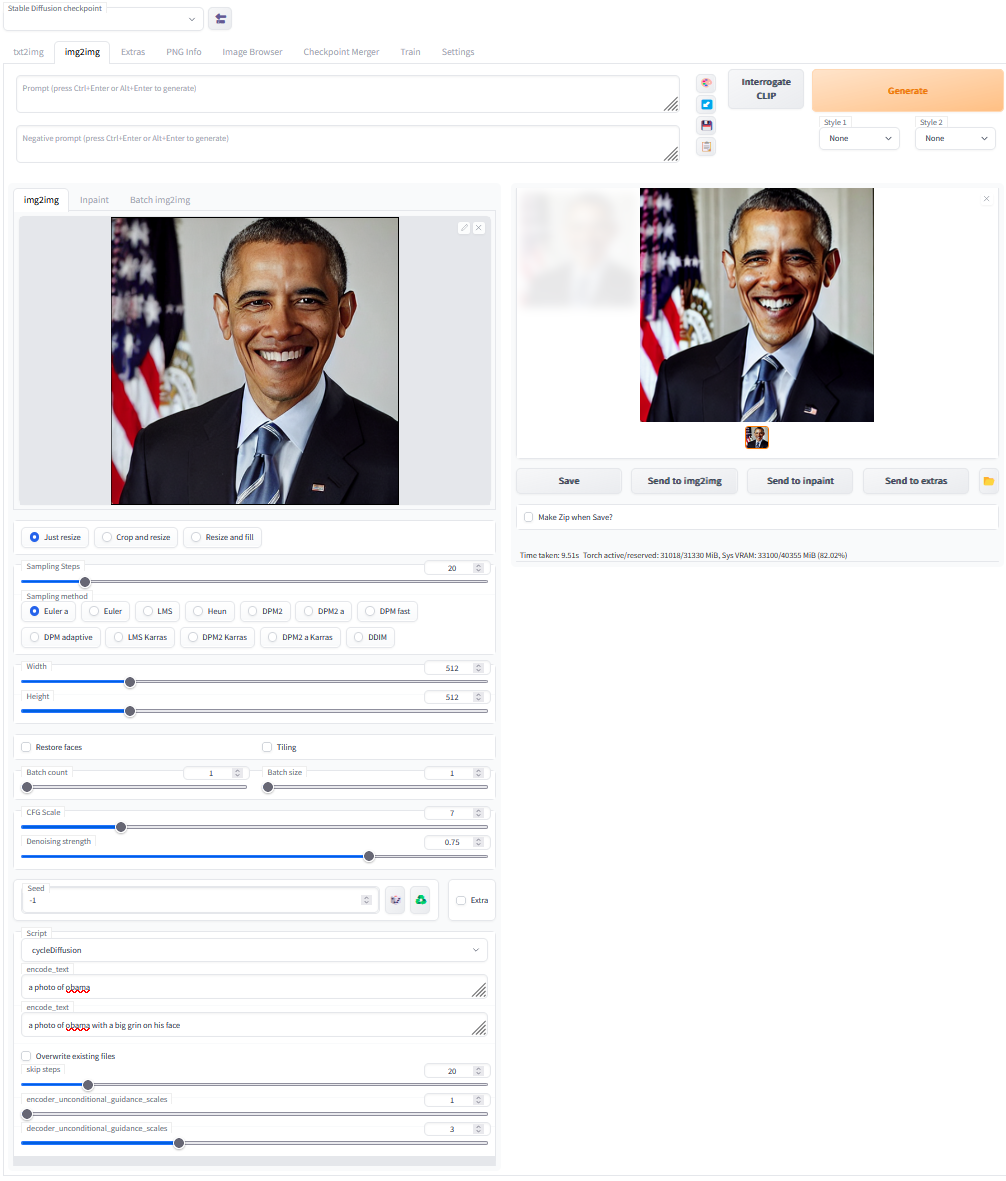 Stable Diffusion checkpoint
txt2img
img2img
Extras
PNG Info
Image Browser
Checkpoint Merger
Train
Settings
Prompt (press Ctrl+Enter or Alt+Enter to generate)
Negative prompt (press Ctrl+Enter or Alt+Enter to generate)
Interrogate
CLIP
Generate
Style 1
None
Style 2
None
img2img
Inpaint
Batch img2img
Just resize
Crop and resize
Resize and fill
Sampling Steps
20
Sampling method
Euler a
Euler
LMS
Heun
DPM2
DPM2 a
DPM fast
DPM adaptive
LMS Karras
DPM2 Karras
DPM2 a Karras
DDIM
Width
512
Height
512
Restore faces
Tiling
Batch count
1
Batch size
1
CFG Scale
7
Denoising strength
0.75
Seed
-1
Extra
Script
cycleDiffusion
encode_text
a photo of obama
encode_text
a photo of obama with a big grin on his face
Overwrite existing files
skip steps
20
encoder_unconditional_guidance_scales
1
decoder_unconditional_guidance_scales
3
Save
Send to img2img
Send to inpaint
Send to extras
Make Zip when Save?
Time taken: 9.51s Torch active/reserved: 31018/31330 MiB, Sys VRAM: 33100/40355 MiB (82.02%)